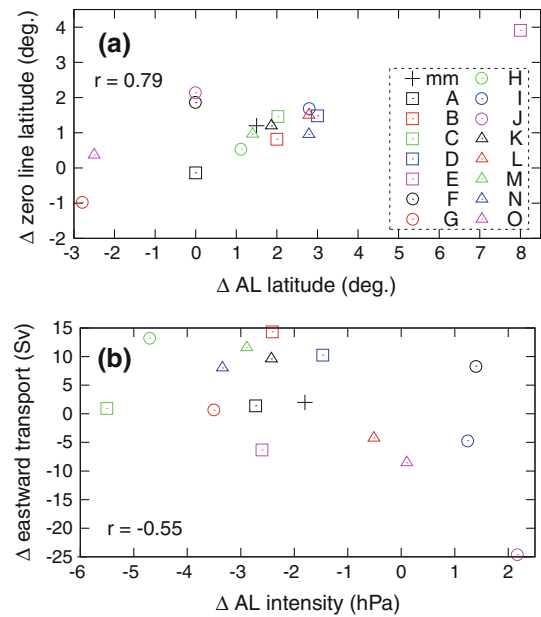 (a)
r = 0.79
Δ zero line latitude (deg.)
4
3
2
1
0
-1
-2
-3 -2 -1 0 1 2 3 4 5 6 7 8
Δ AL latitude (deg.)
mm H
A I
B J
C K
D L
E M
F N
G O
(b)
r = -0.55
Δ eastward transport (Sv)
15
10
5
0
-5
-10
-15
-20
-25
-6 -5 -4 -3 -2 -1 0 1 2
Δ AL intensity (hPa)